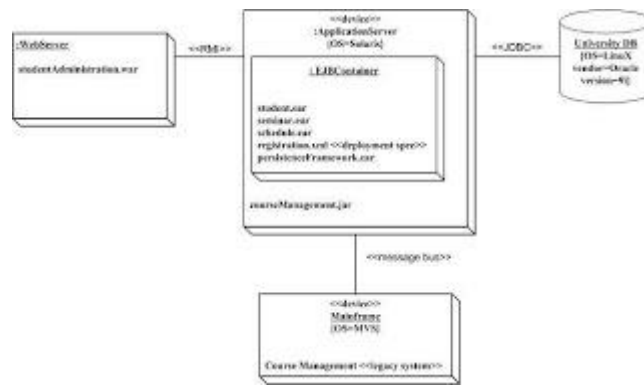 :WebServer
studentAdministration.war
<<RMI>>
<<device>>
:ApplicationServer
{OS=Solaris}
:EJBContainer
student.ear
seminar.ear
schedule.ear
registration.xml <<deployment spec>>
persistenceFramework.ear
courseManagement.jar
<<JDBC>>
University DB
{OS=LinuX
vendor=Oracle
version=9i}
<<message bus>>
<<device>>
Mainframe
{OS=MVS}
Course Management <<legacy system>>